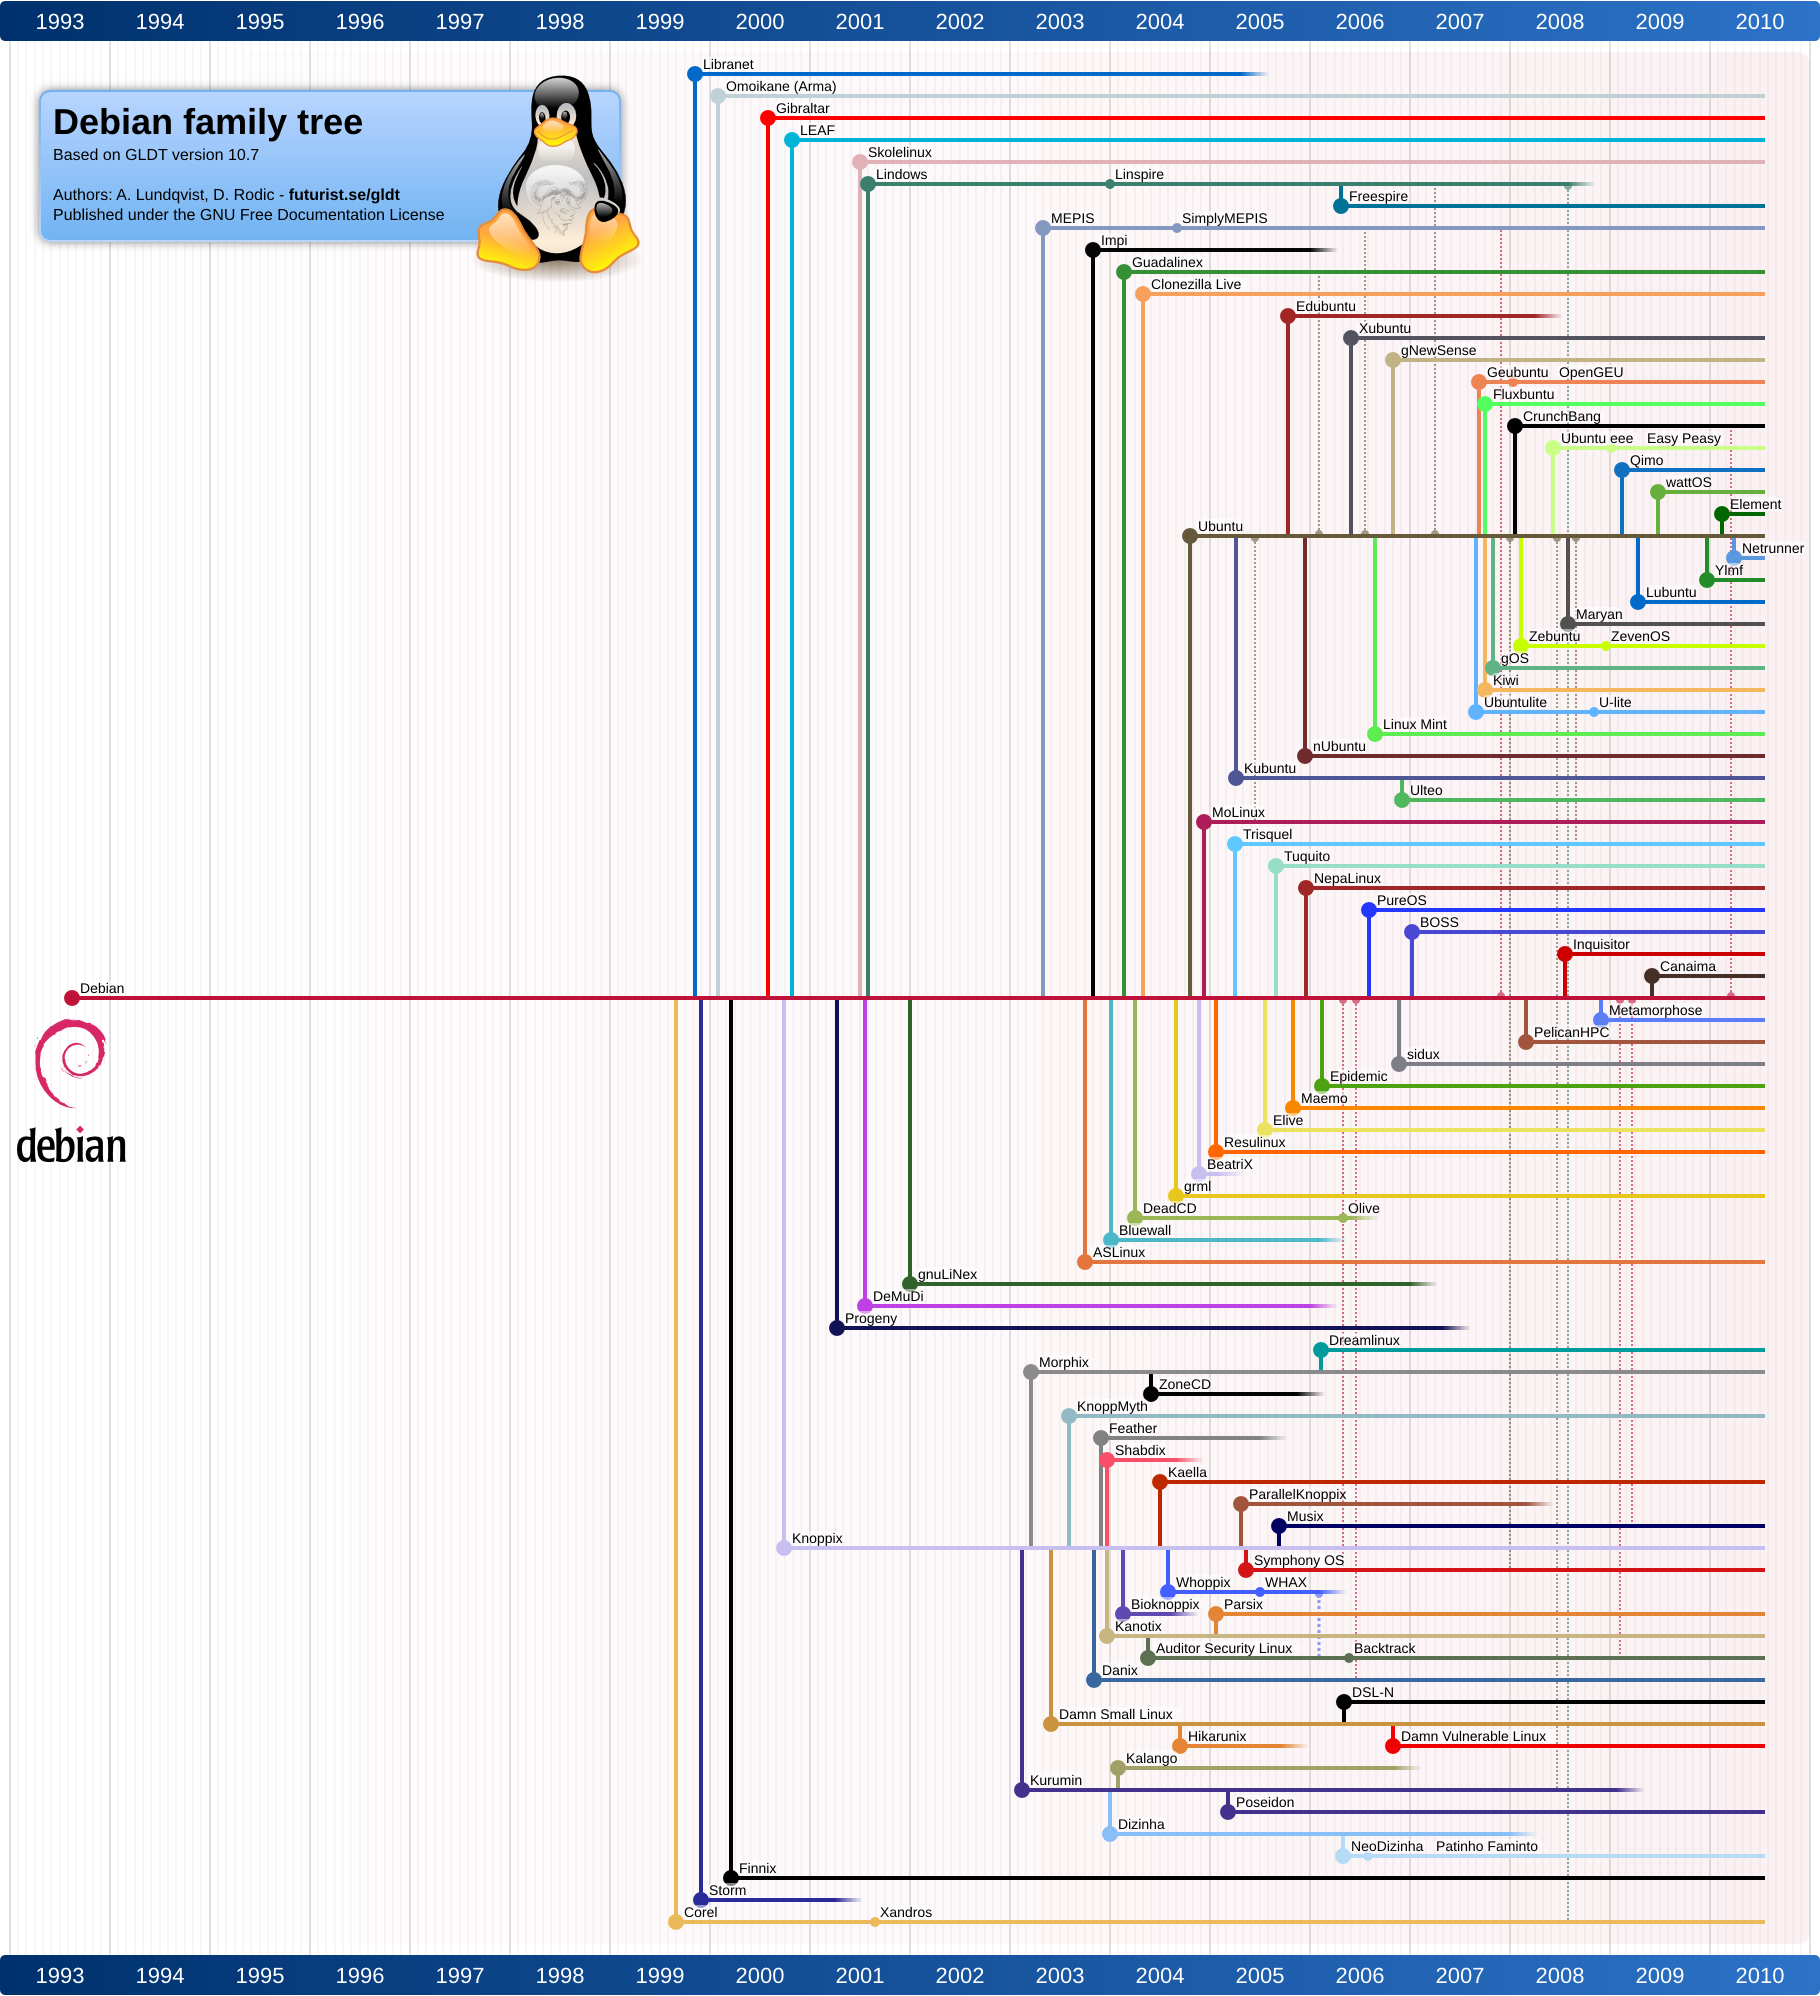 1993 1994 1995 1996 1997 1998 1999 2000 2001 2002 2003 2004 2005 2006 2007 2008 2009 2010
Debian family tree
Based on GLDT version 10.7
Authors: A. Lundqvist, D. Rodic - futurist.se/gldt
Published under the GNU Free Documentation License
Libranet
Omoikane (Arma)
Gibraltar
LEAF
Skolelinux
Lindows Linspire
Freespire
MEPIS SimplyMEPIS
Impi
Guadalinex
Clonezilla Live
Edubuntu
Xubuntu
gNewSense
Geubuntu OpenGEU
Fluxbuntu
CrunchBang
Ubuntu eee Easy Peasy
Qimo
wattOS
Element
Ubuntu
Netrunner
Ylmf
Lubuntu
Maryan
Zebuntu ZevenOS
gOS
Kiwi
Ubuntulite U-lite
Linux Mint
nUbuntu
Kubuntu
Ulteo
MoLinux
Trisquel
Tuquito
NepaLinux
PureOS
BOSS
Inquisitor
Canaima
Debian
Metamorphose
PelicanHPC
sidux
Epidemic
Maemo
Elive
debian
Resulinux
BeatriX
grml
DeadCD Olive
Bluewall
ASLinux
gnuLiNex
DeMuDi
Progeny
Dreamlinux
Morphix
ZoneCD
KnoppMyth
Feather
Shabdix
Kaella
ParallelKnoppix
Musix
Knoppix
Symphony OS
Whoppix WHAX
Bioknoppix Parsix
Kanotix
Auditor Security Linux Backtrack
Danix
DSL-N
Damn Small Linux
Hikarunix Damn Vulnerable Linux
Kalango
Kurumin
Poseidon
Dizinha
NeoDizinha Patinho Faminto
Finnix
Storm
Corel Xandros
1993 1994 1995 1996 1997 1998 1999 2000 2001 2002 2003 2004 2005 2006 2007 2008 2009 2010